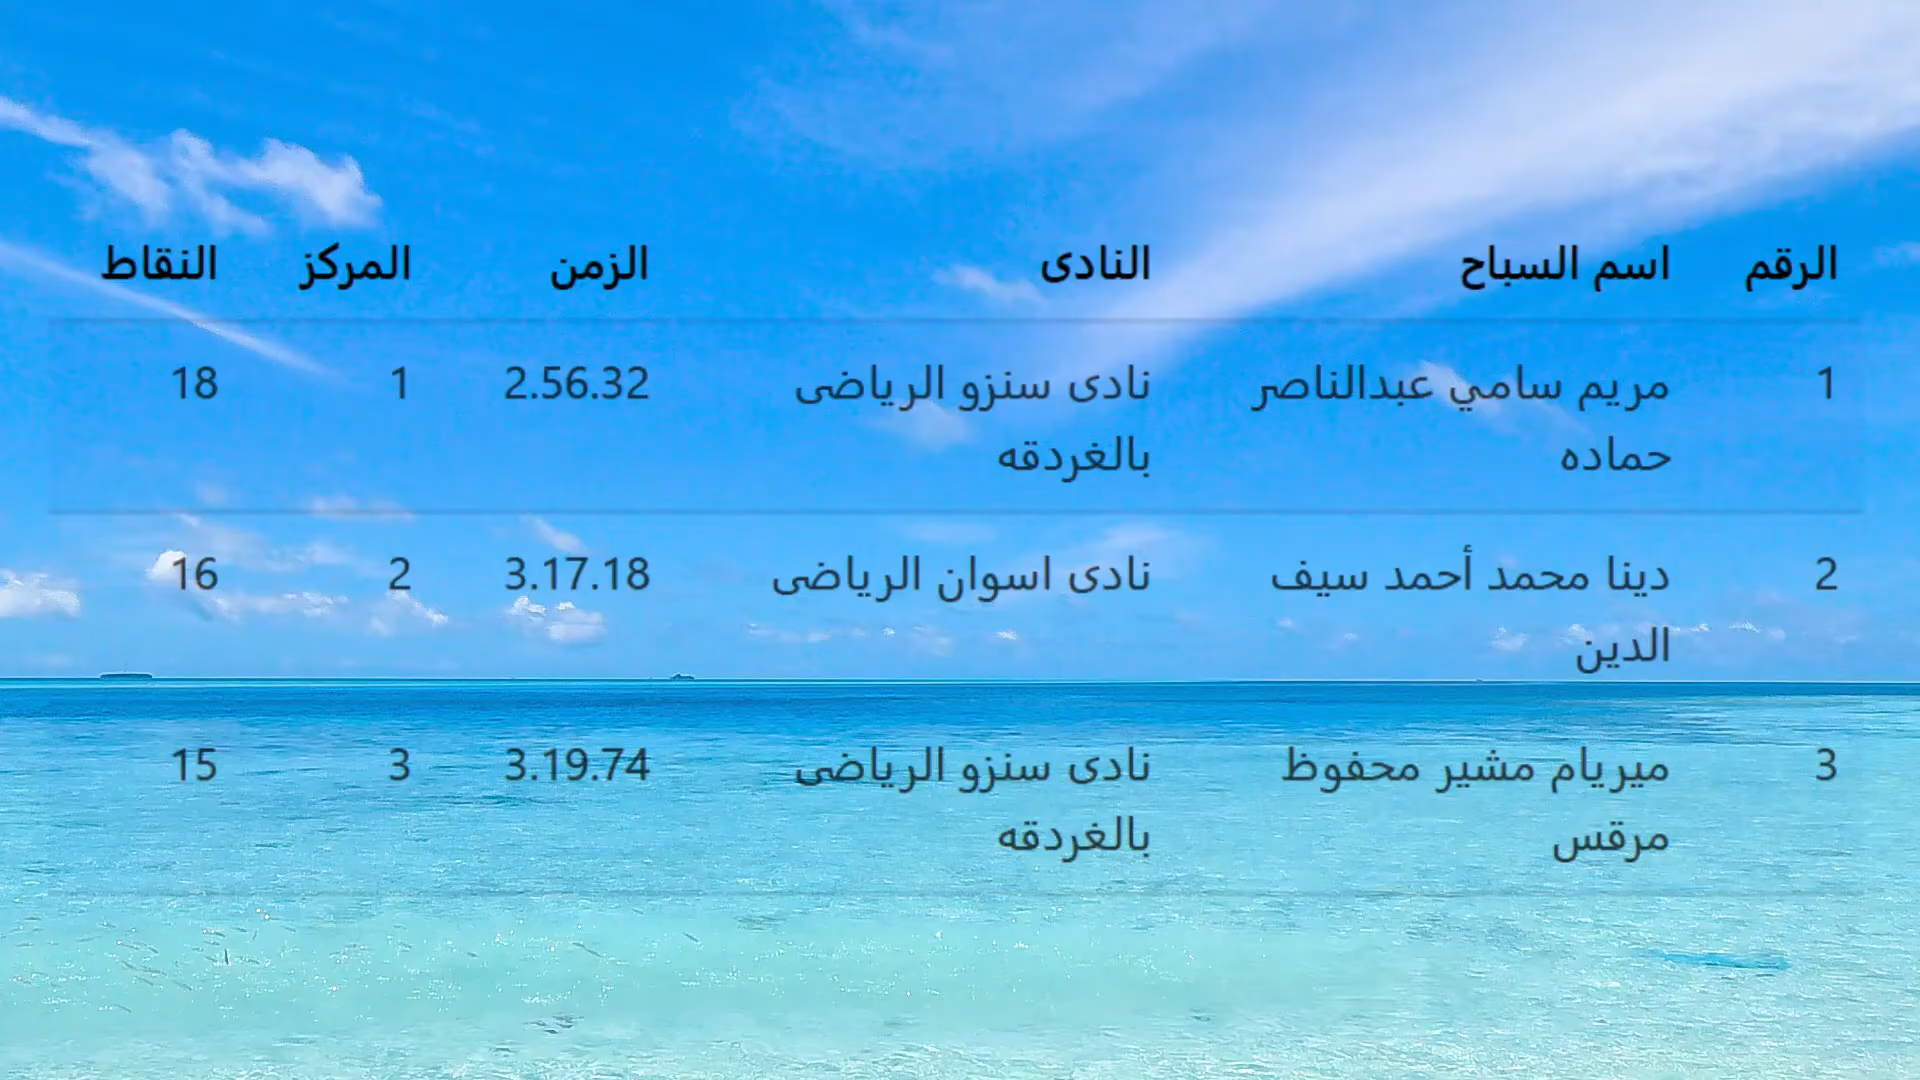 الرقم اسم السباح النادى الزمن المركز النقاط
1 مريم سامي عبدالناصر نادى سنزو الرياضى 2.56.32 1 18
حماده بالغردقه
2 دينا محمد أحمد سيف نادى اسوان الرياضى 3.17.18 2 16
الدين
3 ميريام مشير محفوظ نادى سنزو الرياضى 3.19.74 3 15
مرقس بالغردقه